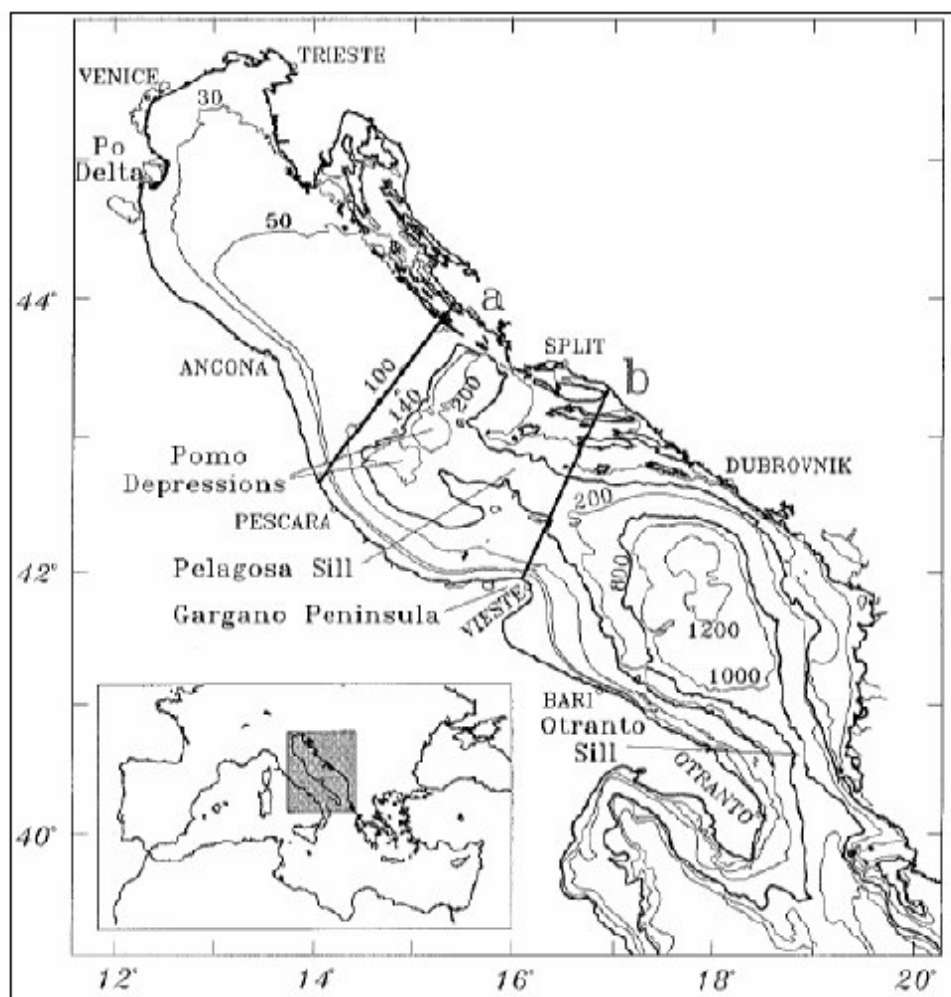 TRIESTE
VENICE
30
Po
Delta
50
44°
a
ANCONA
SPLIT
100
b
140
200
Pomo
Depressions
DUBROVNIK
PESCARA
200
Pelagosa Sill
42°
800
Gargano Peninsula
VIESTE
1200
1000
BARI
Otranto
Sill
OTRANTO
40°
12°
14°
16°
18°
20°